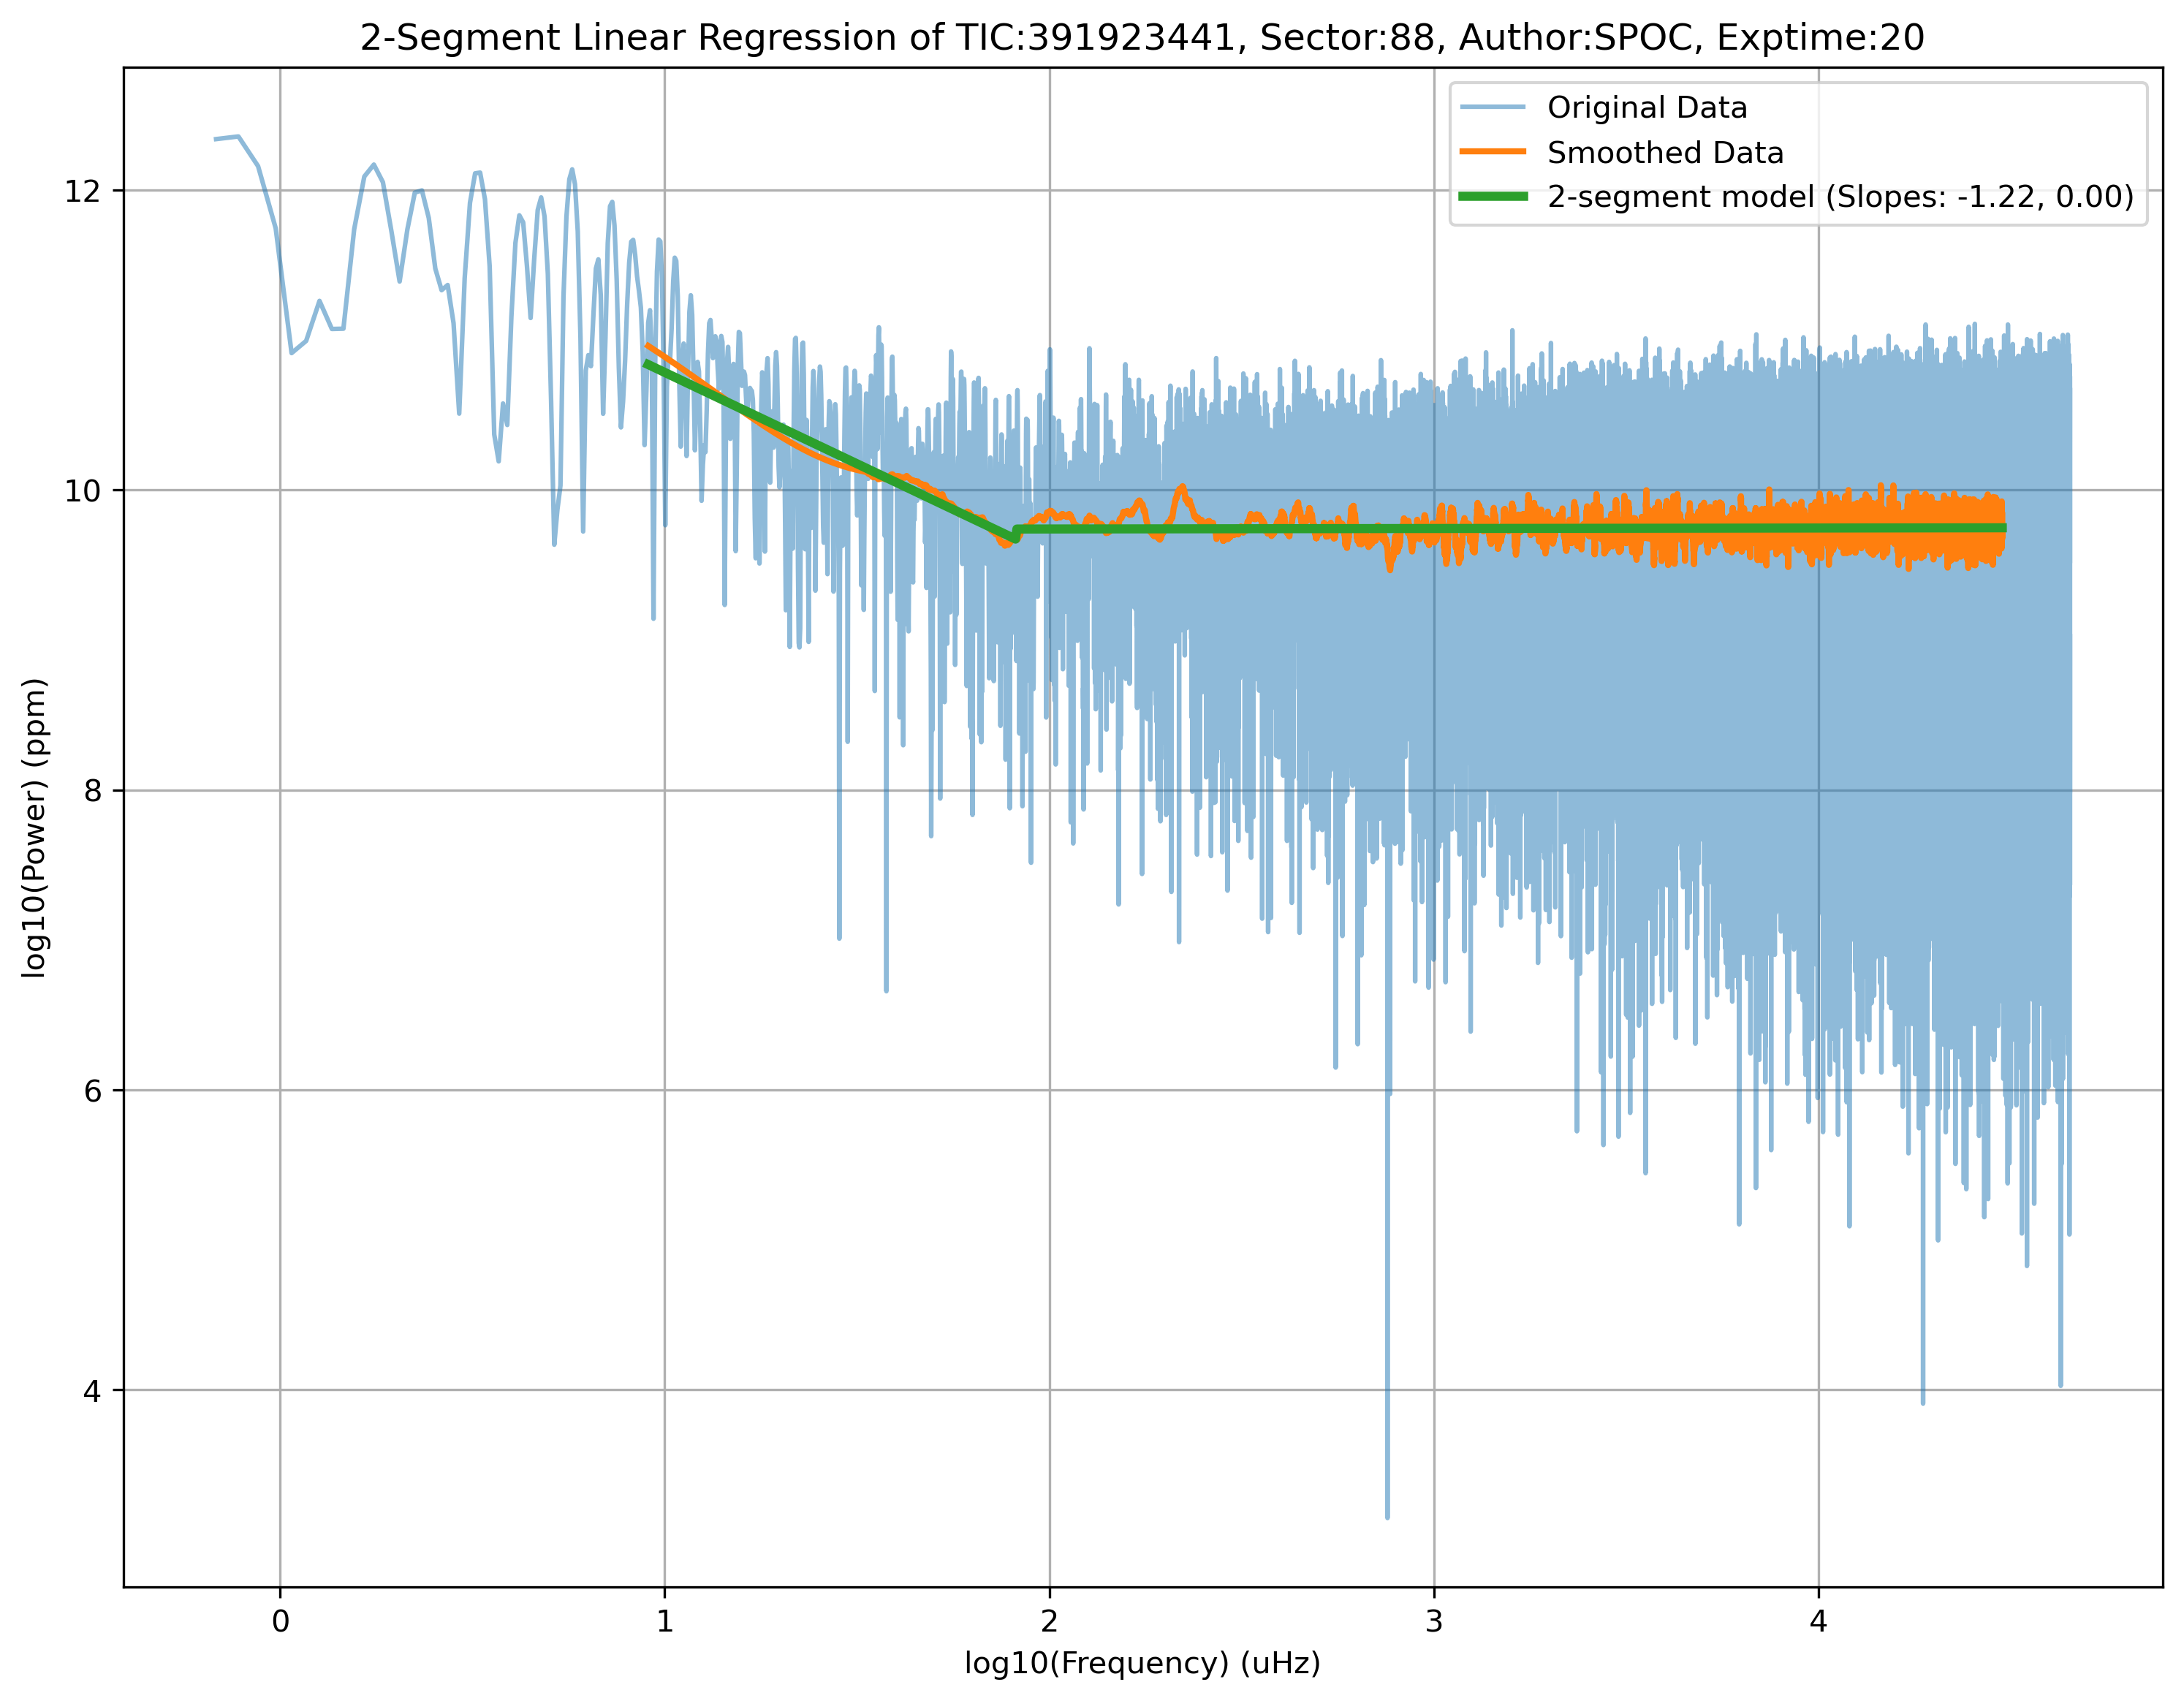 2-Segment Linear Regression of TIC:391923441, Sector:88, Author:SPOC, Exptime:20
Original Data
Smoothed Data
2-segment model (Slopes: -1.22, 0.00)
log10(Power) (ppm)
12
10
8
6
4
0 1 2 3 4
log10(Frequency) (uHz)